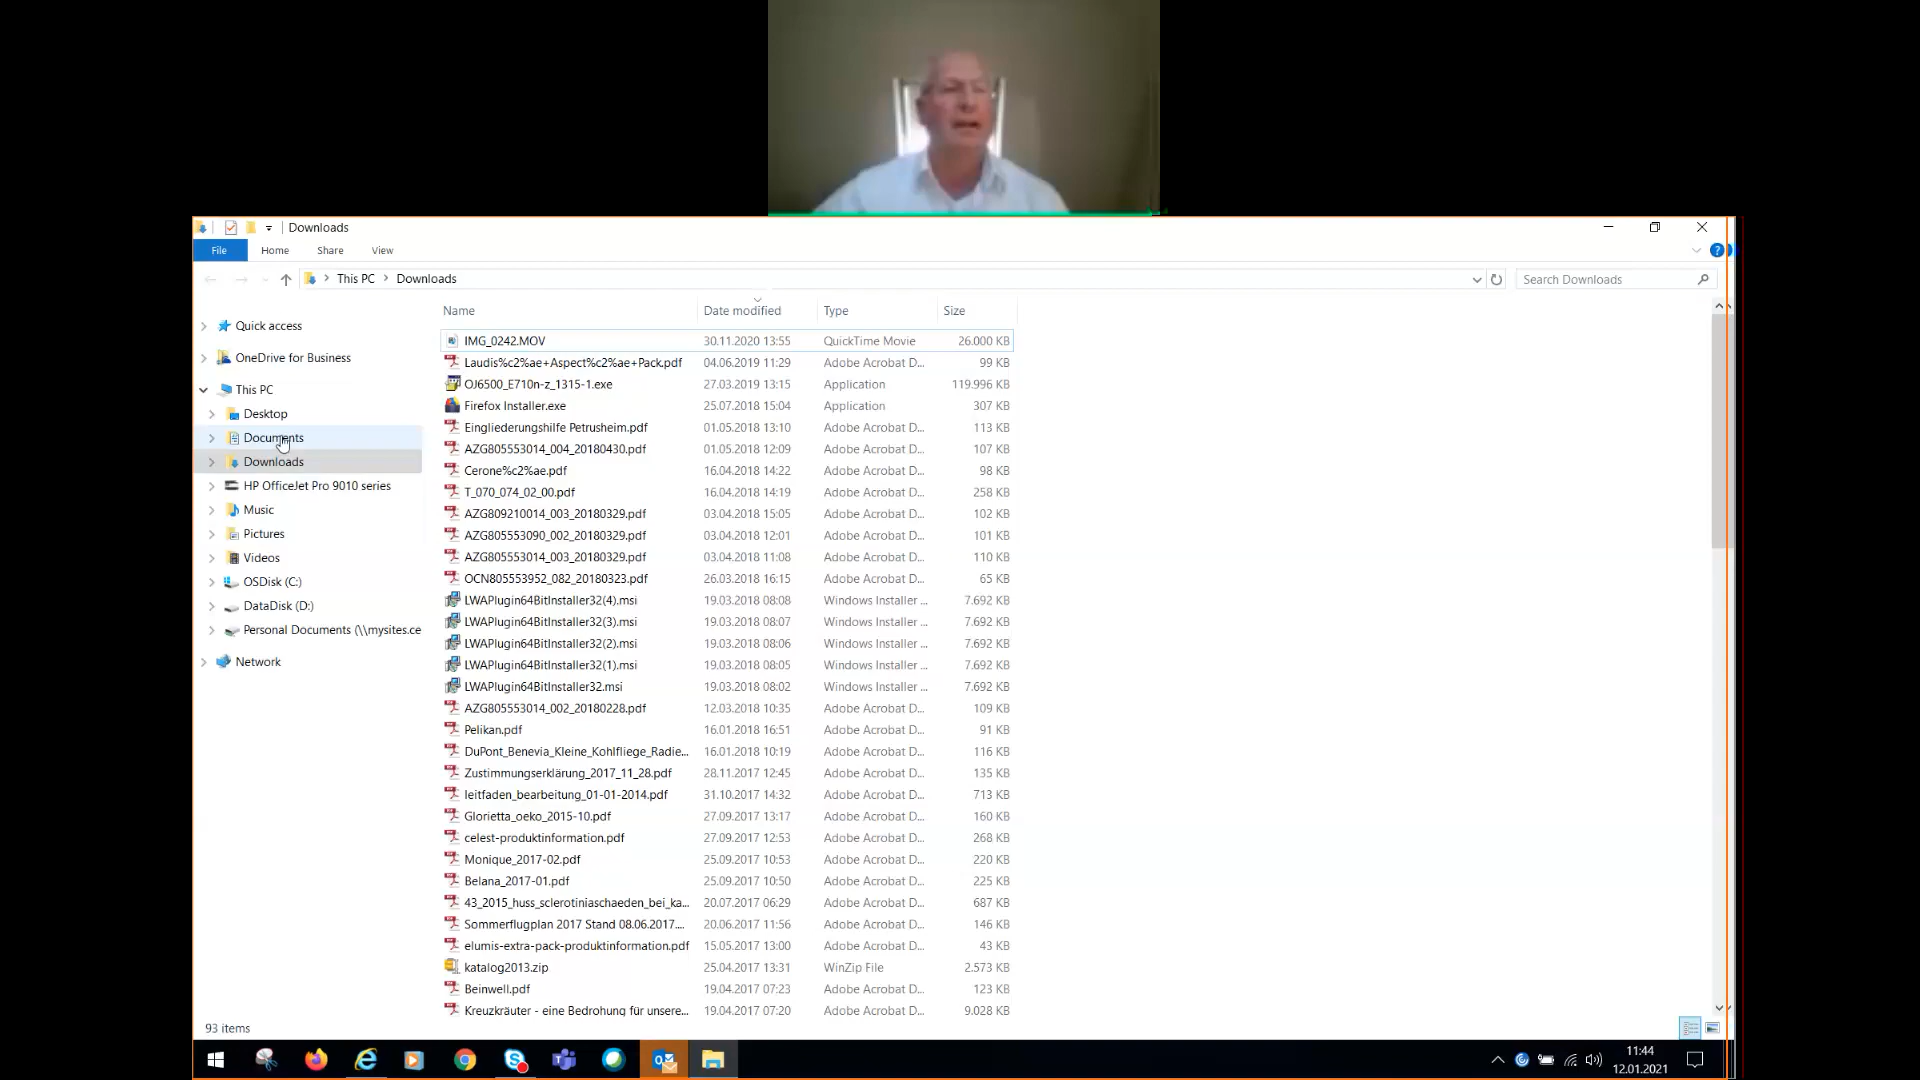 Downloads
File Home Share View
This PC Downloads Search Downloads
Name Date modified Type Size
Quick access
OneDrive for Business
This PC
Desktop
Documents
Downloads
HP OfficeJet Pro 9010 series
Music
Pictures
Videos
OSDisk (C:)
DataDisk (D:)
Personal Documents (\\mysites.ce
Network
IMG_0242.MOV 30.11.2020 13:55 QuickTime Movie 26.000 KB
Laudis%c2%ae+Aspect%c2%ae+Pack.pdf 04.06.2019 11:29 Adobe Acrobat D... 99 KB
OJ6500_E710n-z_1315-1.exe 27.03.2019 13:15 Application 119.996 KB
Firefox Installer.exe 25.07.2018 15:04 Application 307 KB
Eingliederungshilfe Petrusheim.pdf 01.05.2018 13:10 Adobe Acrobat D... 113 KB
AZG805553014_004_20180430.pdf 01.05.2018 12:09 Adobe Acrobat D... 107 KB
Cerone%c2%ae.pdf 16.04.2018 14:22 Adobe Acrobat D... 98 KB
T_070_074_02_00.pdf 16.04.2018 14:19 Adobe Acrobat D... 258 KB
AZG809210014_003_20180329.pdf 03.04.2018 15:05 Adobe Acrobat D... 102 KB
AZG805553090_002_20180329.pdf 03.04.2018 12:01 Adobe Acrobat D... 101 KB
AZG805553014_003_20180329.pdf 03.04.2018 11:08 Adobe Acrobat D... 110 KB
OCN805553952_082_20180323.pdf 26.03.2018 16:15 Adobe Acrobat D... 65 KB
LWAPlugin64BitInstaller32(4).msi 19.03.2018 08:08 Windows Installer ... 7.692 KB
LWAPlugin64BitInstaller32(3).msi 19.03.2018 08:07 Windows Installer ... 7.692 KB
LWAPlugin64BitInstaller32(2).msi 19.03.2018 08:06 Windows Installer ... 7.692 KB
LWAPlugin64BitInstaller32(1).msi 19.03.2018 08:05 Windows Installer ... 7.692 KB
LWAPlugin64BitInstaller32.msi 19.03.2018 08:02 Windows Installer ... 7.692 KB
AZG805553014_002_20180228.pdf 12.03.2018 10:35 Adobe Acrobat D... 109 KB
Pelikan.pdf 16.01.2018 16:51 Adobe Acrobat D... 91 KB
DuPont_Benevia_Kleine_Kohlfliege_Radie... 16.01.2018 10:19 Adobe Acrobat D... 116 KB
Zustimmungserklärung_2017_11_28.pdf 28.11.2017 12:45 Adobe Acrobat D... 135 KB
leitfaden_bearbeitung_01-01-2014.pdf 31.10.2017 14:32 Adobe Acrobat D... 713 KB
Glorietta_oeko_2015-10.pdf 27.09.2017 13:17 Adobe Acrobat D... 160 KB
celest-produktinformation.pdf 27.09.2017 12:53 Adobe Acrobat D... 268 KB
Monique_2017-02.pdf 25.09.2017 10:53 Adobe Acrobat D... 220 KB
Belana_2017-01.pdf 25.09.2017 10:50 Adobe Acrobat D... 225 KB
43_2015_huss_sclerotiniaschaeden_bei_ka... 20.07.2017 06:29 Adobe Acrobat D... 687 KB
Sommerflugplan 2017 Stand 08.06.2017.... 20.06.2017 11:56 Adobe Acrobat D... 146 KB
elumis-extra-pack-produktinformation.pdf 15.05.2017 13:00 Adobe Acrobat D... 43 KB
katalog2013.zip 25.04.2017 13:31 WinZip File 2.573 KB
Beinwell.pdf 19.04.2017 07:23 Adobe Acrobat D... 123 KB
Kreuzkräuter - eine Bedrohung für unsere... 19.04.2017 07:20 Adobe Acrobat D... 9.028 KB
93 items
11:44
12.01.2021